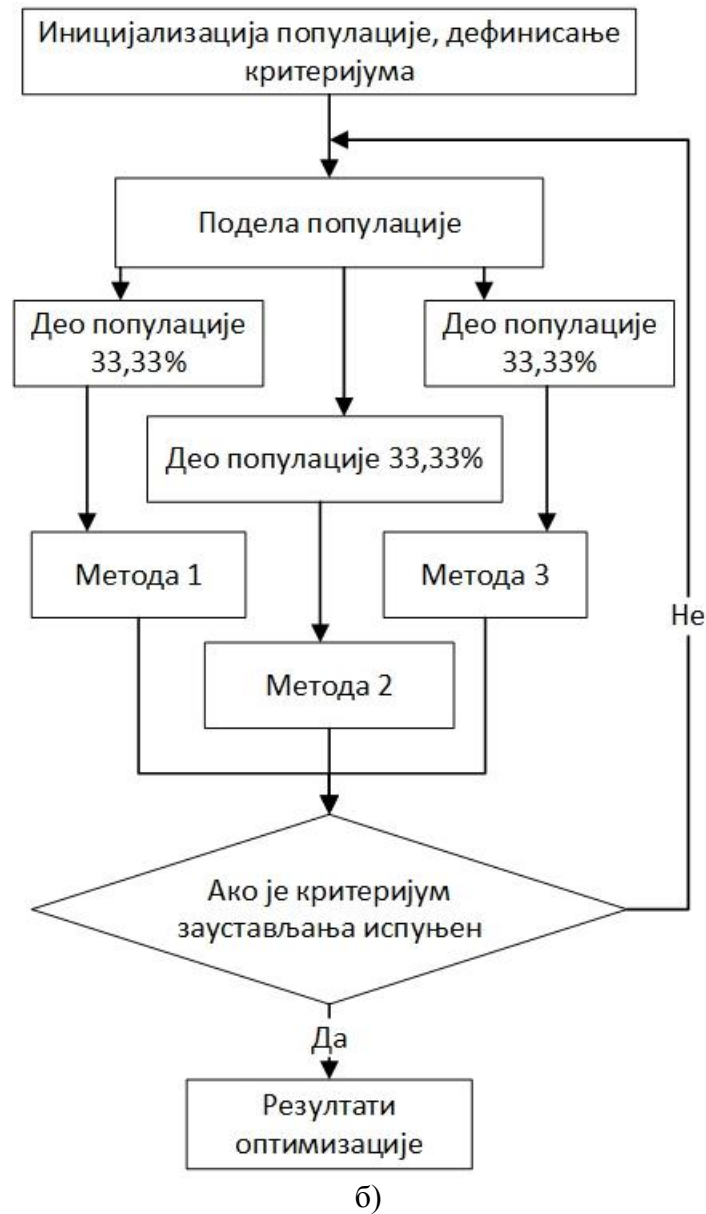 Иницијализација популације, дефинисање
критеријума
Подела популације
Део популације
33,33%
Део популације
33,33%
Део популације 33,33%
Метода 1
Метода 3
Не
Метода 2
Ако је критеријум
заустављања испуњен
Да
Резултати
оптимизације
б)